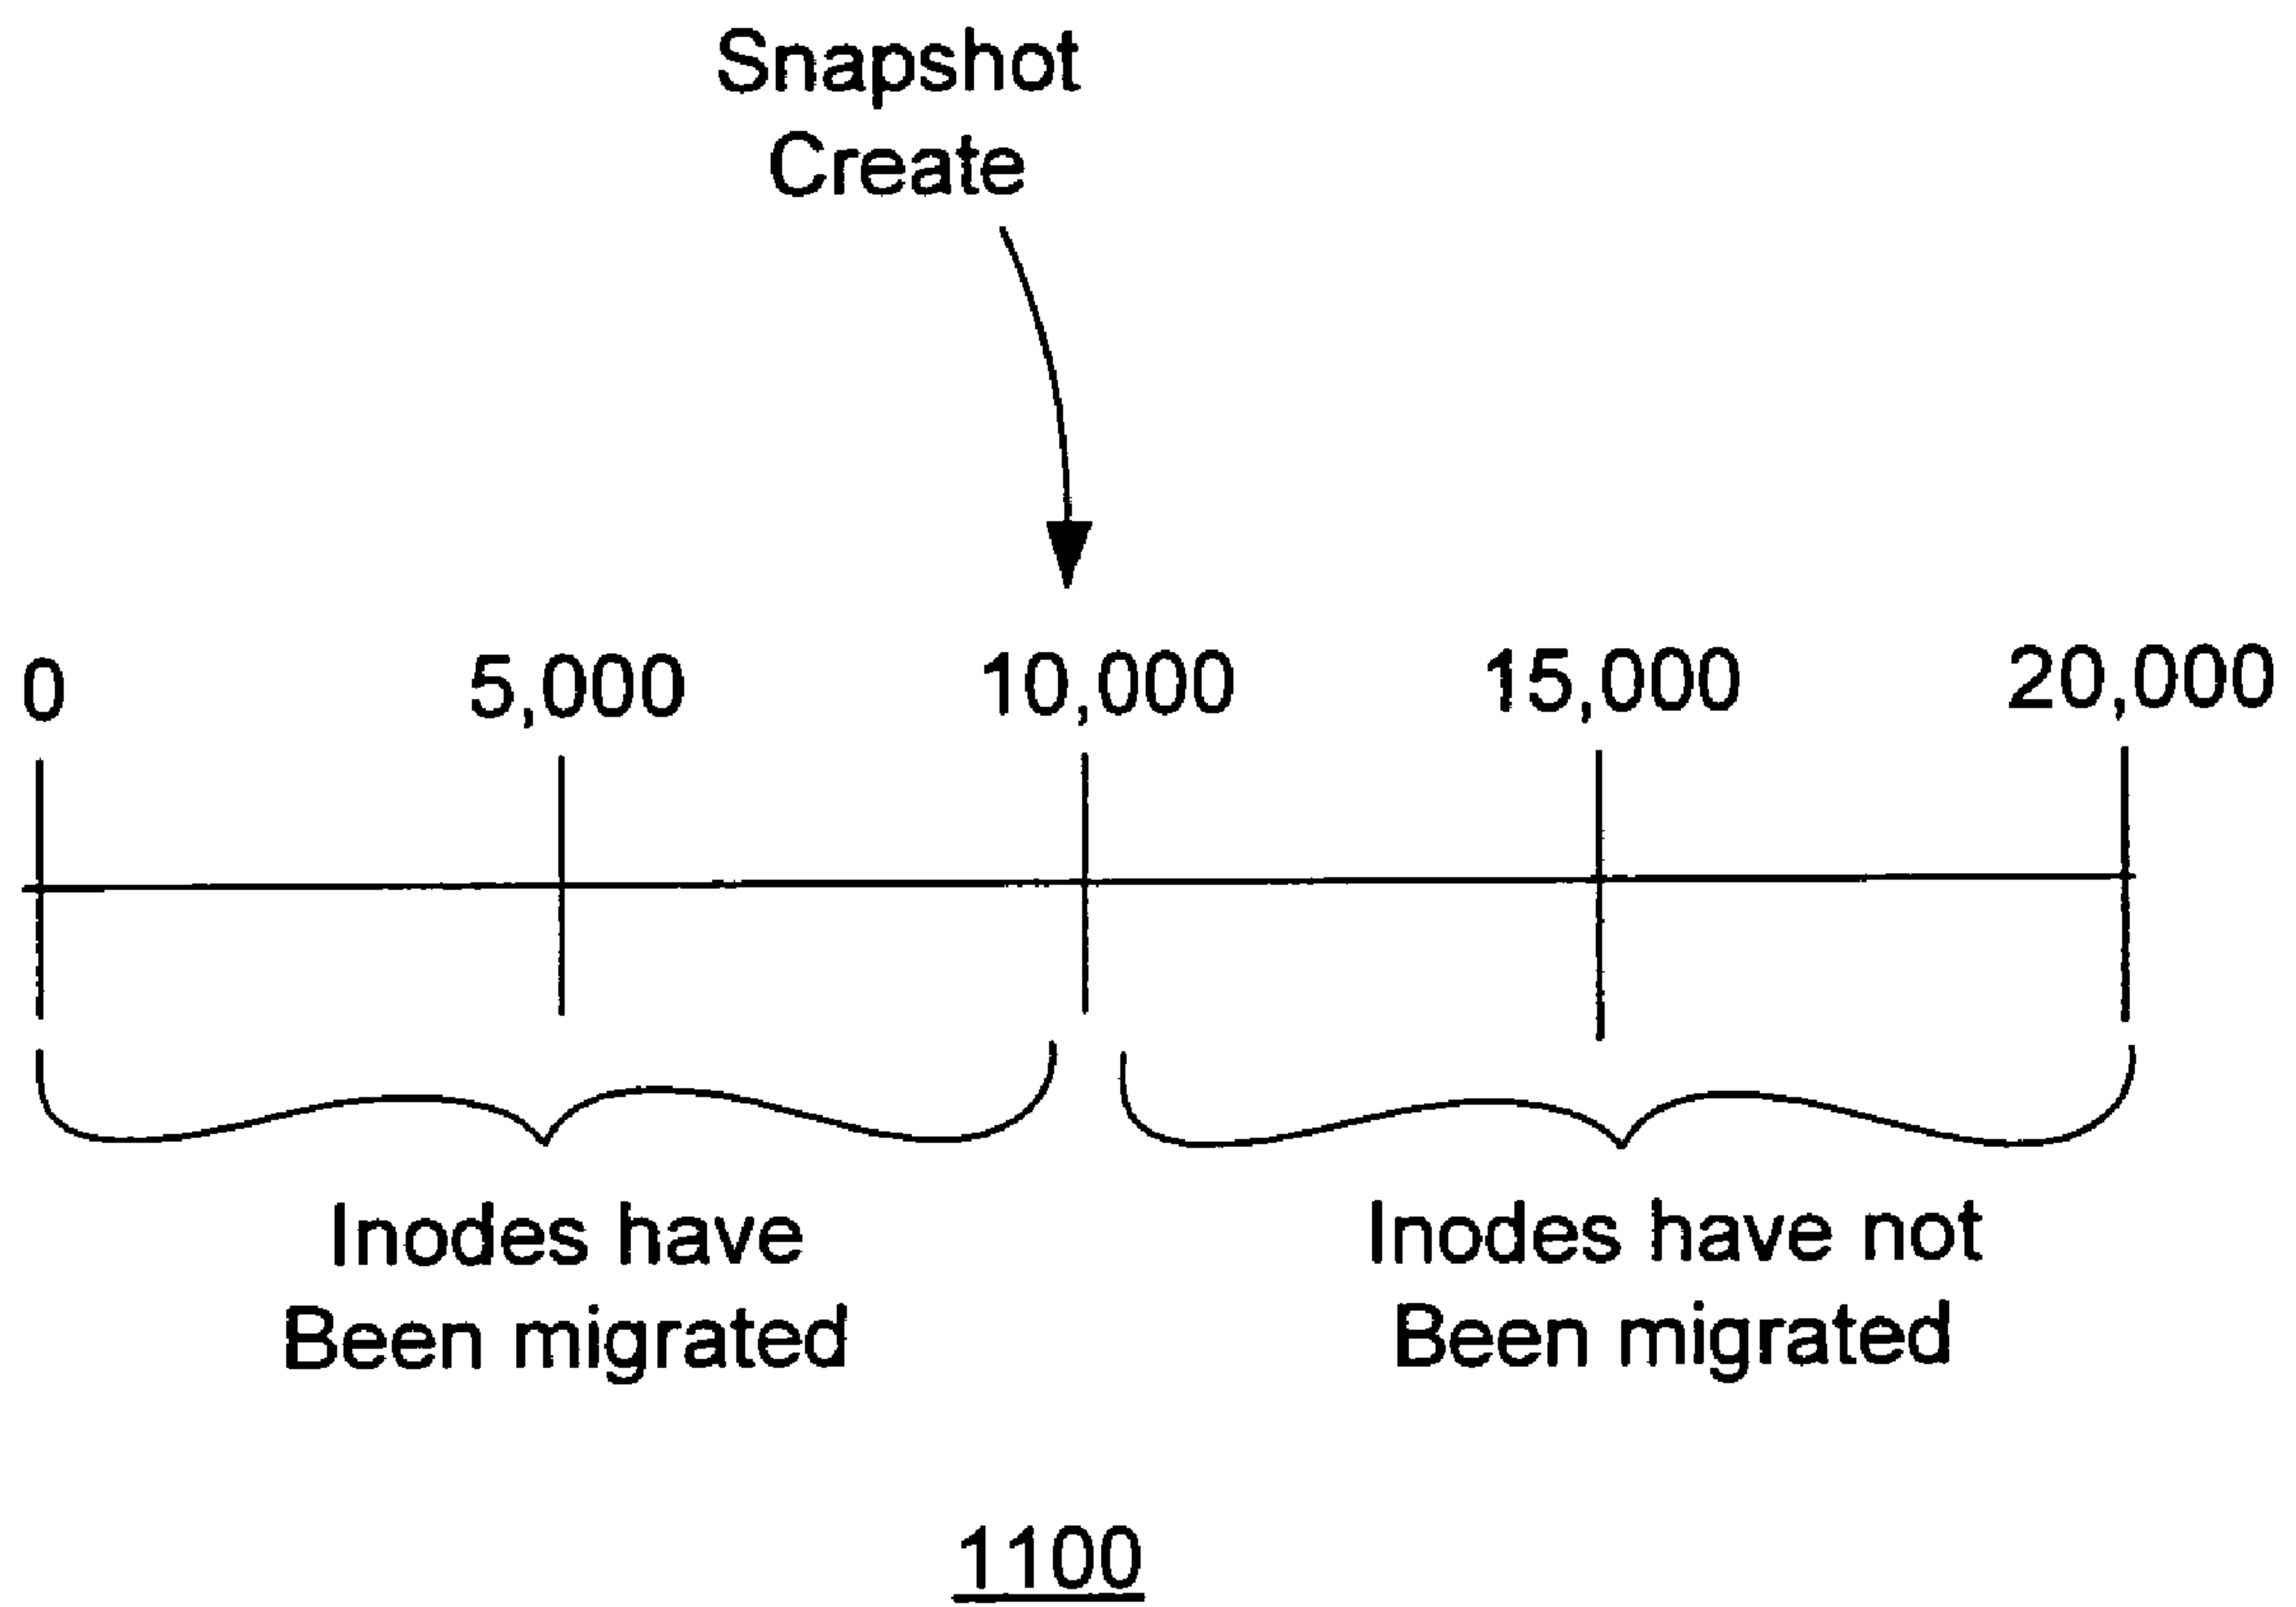 Snapshot
Create
0 5,000 10,000 15,000 20,000
Inodes have
Been migrated
Inodes have not
Been migrated
1100